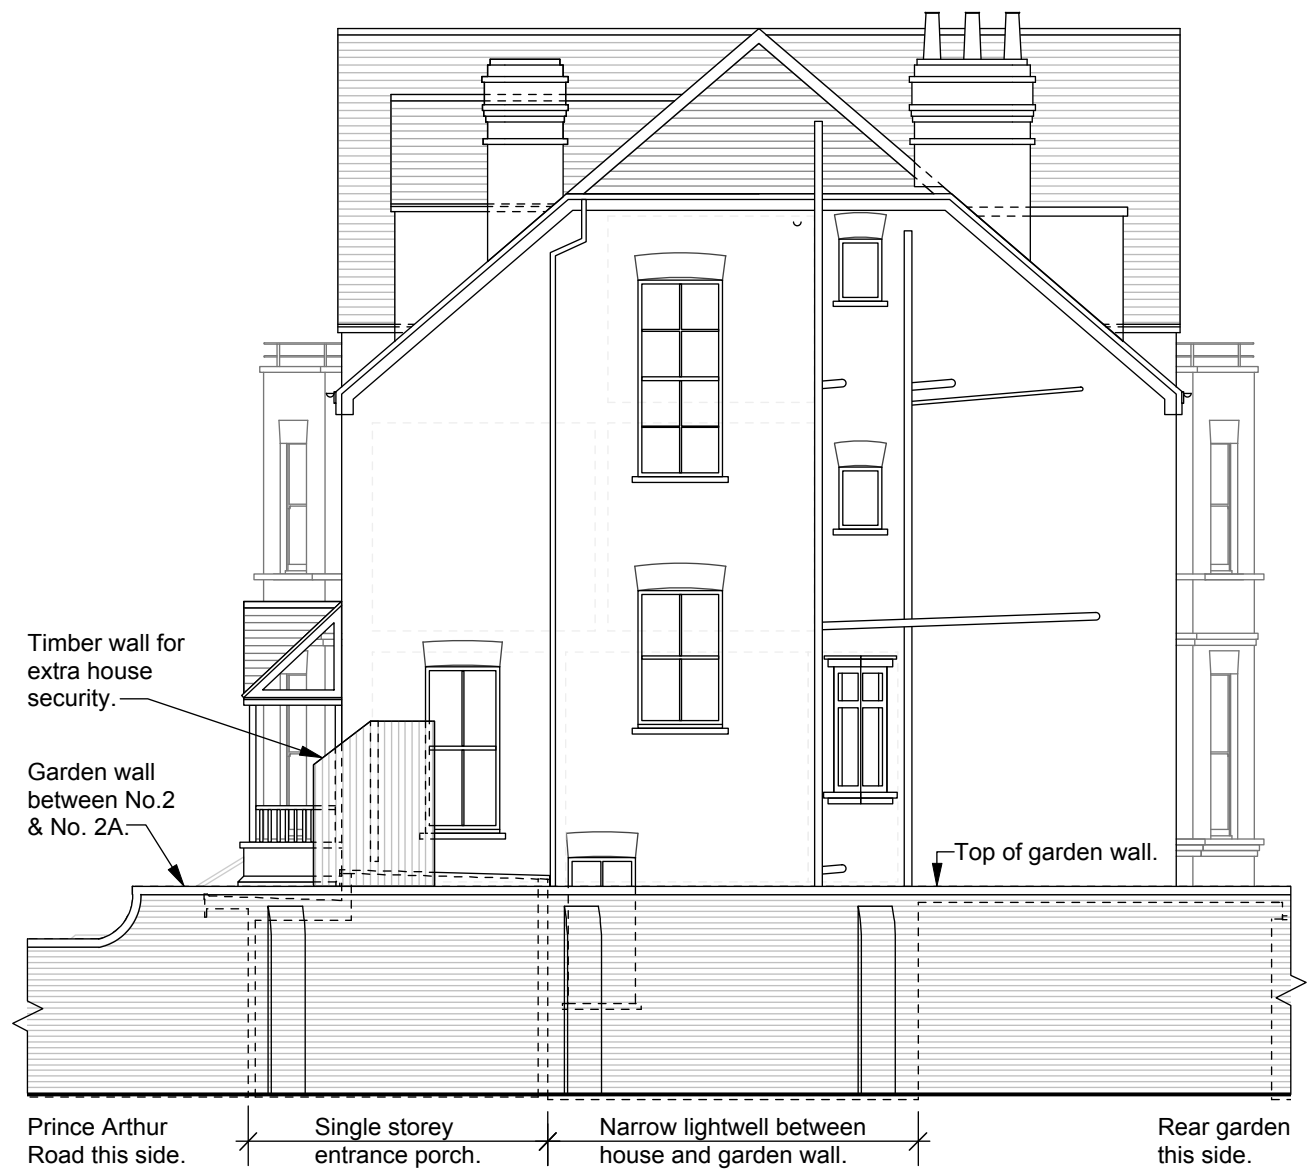 Timber wall for
extra house
security.
Garden wall
between No.2
& No. 2A.
Top of garden wall.
Prince Arthur
Road this side.
Single storey
entrance porch.
Narrow lightwell between
house and garden wall.
Rear garden
this side.